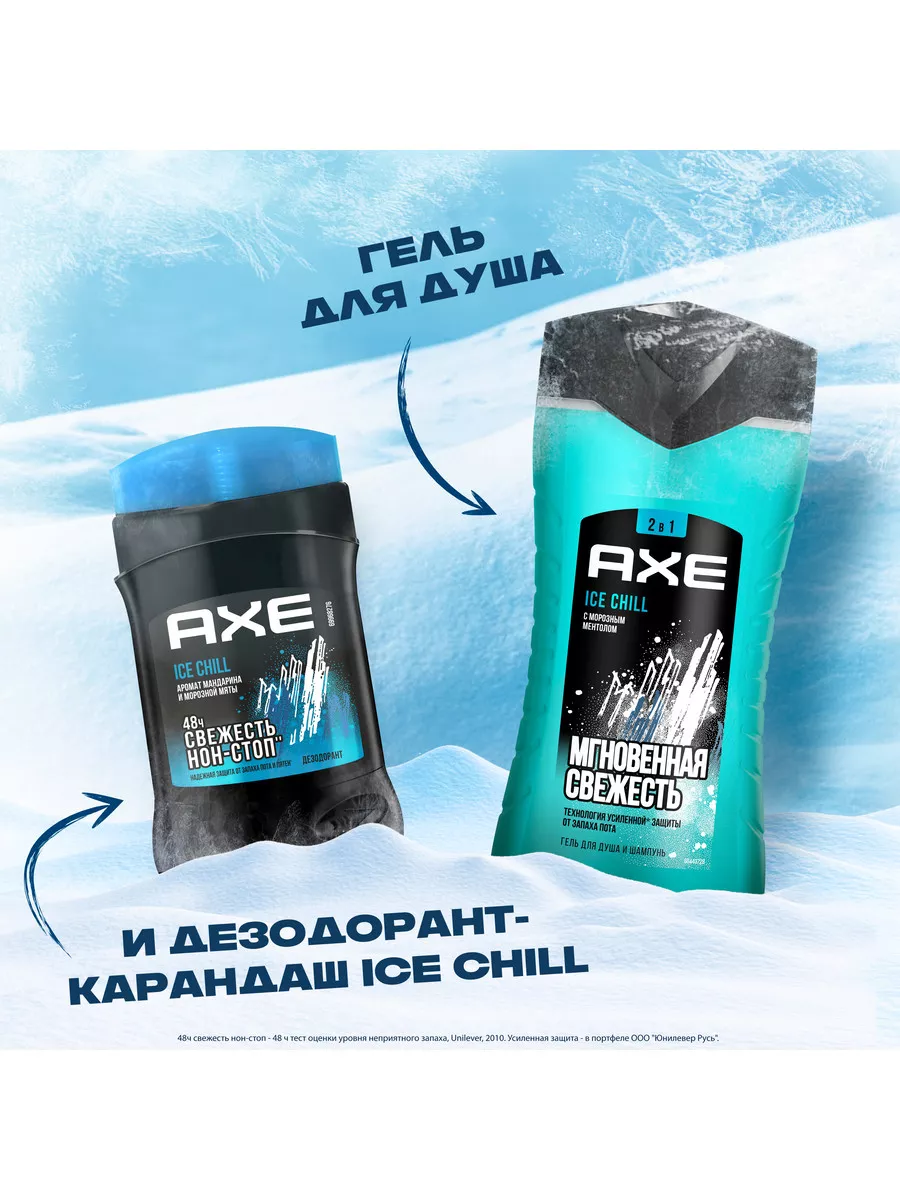 ГЕЛЬ
ДЛЯ ДУША
2 в 1
AXE
ICE CHILL
С МОРОЗНЫМ
МЕНТОЛОМ
МГНОВЕННАЯ
СВЕЖЕСТЬ
ТЕХНОЛОГИЯ УСИЛЕННОЙ* ЗАЩИТЫ
ОТ ЗАПАХА ПОТА
ГЕЛЬ ДЛЯ ДУША И ШАМПУНЬ
AXE
68998276
ICE CHILL
АРОМАТ МАНДАРИНА
И МОРОЗНОЙ МЯТЫ
48ч
СВЕЖЕСТЬ
НОН-СТОП**
НАДЕЖНАЯ ЗАЩИТА ОТ ЗАПАХА ПОТА И ПЯТЕН
ДЕЗОДОРАНТ
И ДЕЗОДОРАНТ-
КАРАНДАШ ICE CHILL
48ч свежесть нон-стоп - 48 ч тест оценки уровня неприятного запаха, Unilever, 2010. Усиленная защита - в портфеле ООО "Юнилевер Русь".